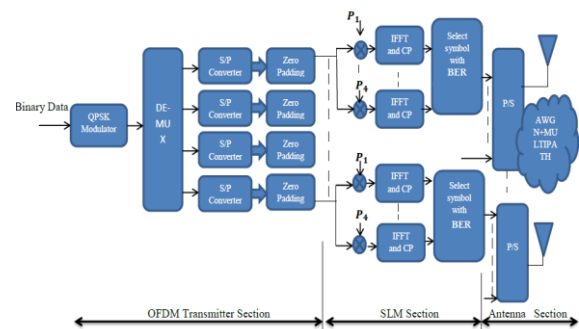 Binary Data
QPSK
Modulator
DE-
MU
X
S/P
Converter
Zero
Padding
S/P
Converter
Zero
Padding
S/P
Converter
Zero
Padding
S/P
Converter
Zero
Padding
P1
IFFT
and CP
P4
IFFT
and CP
Select
symbol
with
BER
P1
IFFT
and CP
P4
IFFT
and CP
Select
symbol
with
BER
P/S
AWG
N+MU
LTIPA
TH
P/S
OFDM Transmitter Section
SLM Section
Antenna Section